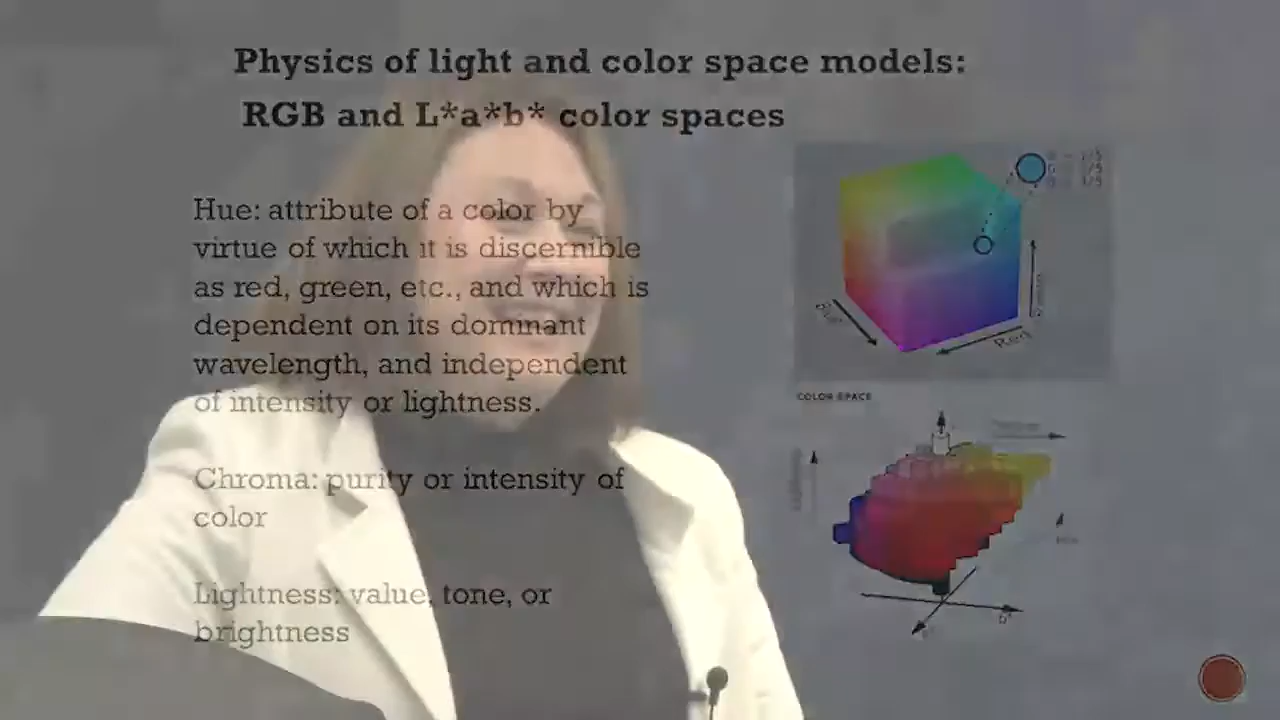 Physics of light and color space models:
RGB and L*a*b* color spaces
Hue: attribute of a color by
virtue of which it is discernible
as red, green, etc., and which is
dependent on its dominant
wavelength, and independent
of intensity or lightness.
Chroma: purity or intensity of
color
Lightness: value, tone, or
brightness
Blue
Red
COLOR SPACE
b*